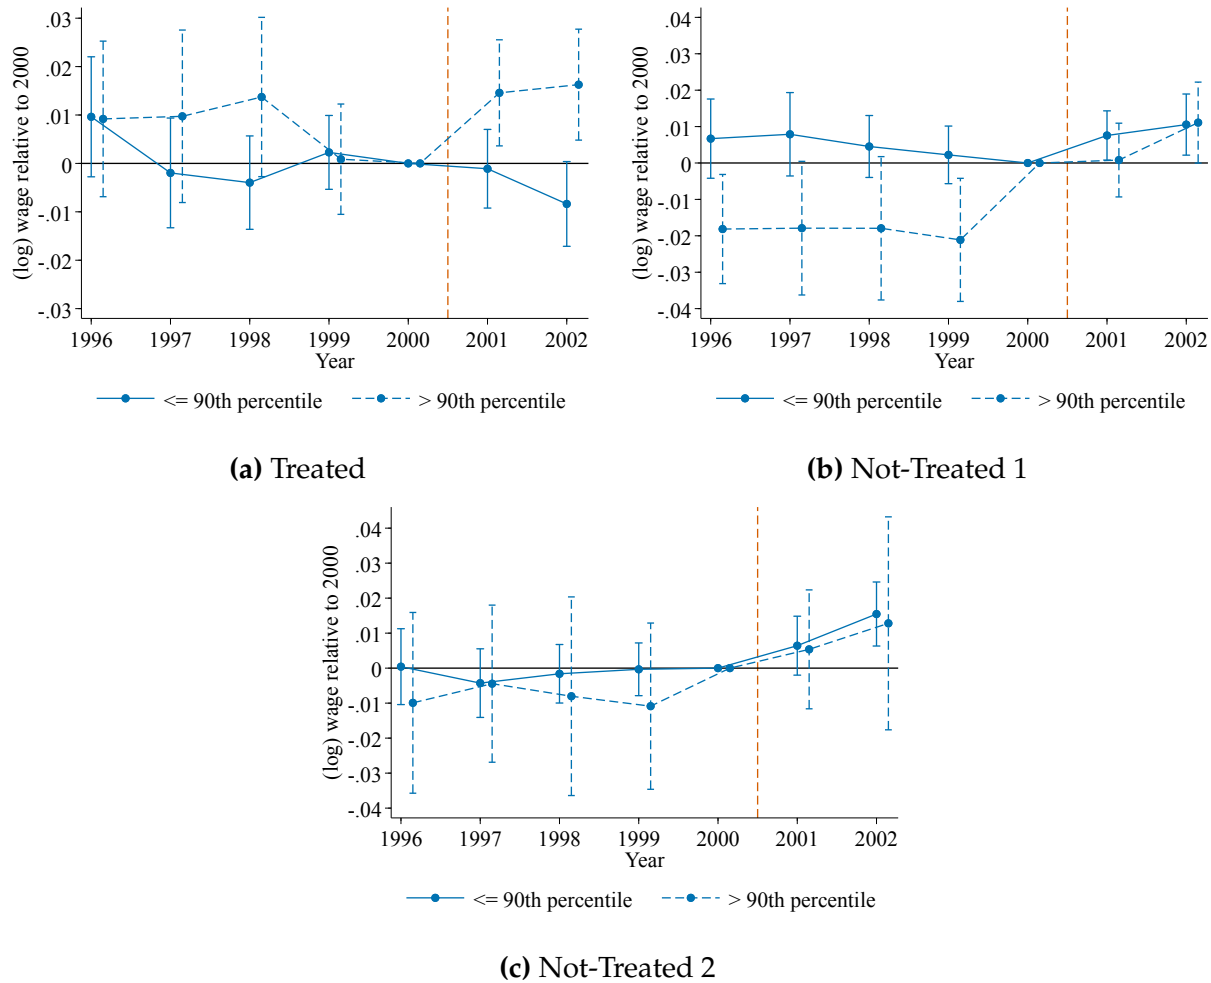 (log) wage relative to 2000
.03
.02
.01
0
-.01
-.02
-.03
1996 1997 1998 1999 2000 2001 2002
Year
<= 90th percentile > 90th percentile
(a) Treated
(log) wage relative to 2000
.04
.03
.02
.01
0
-.01
-.02
-.03
-.04
1996 1997 1998 1999 2000 2001 2002
Year
<= 90th percentile > 90th percentile
(b) Not-Treated 1
(log) wage relative to 2000
.04
.03
.02
.01
0
-.01
-.02
-.03
-.04
1996 1997 1998 1999 2000 2001 2002
Year
<= 90th percentile > 90th percentile
(c) Not-Treated 2